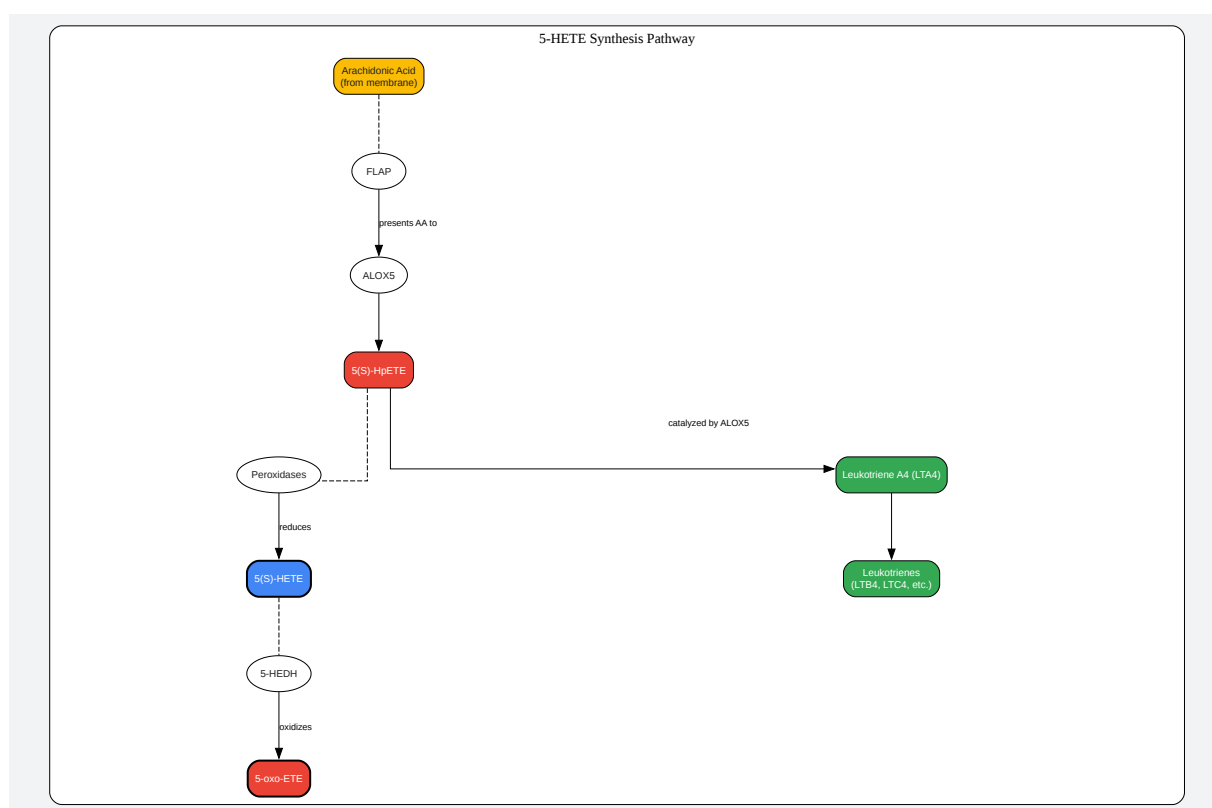 5-HETE Synthesis Pathway
Arachidonic Acid
(from membrane)
FLAP
presents AA to
ALOX5
5(S)-HpETE
catalyzed by ALOX5
Peroxidases
Leukotriene A4 (LTA4)
reduces
5(S)-HETE
Leukotrienes
(LTB4, LTC4, etc.)
5-HEDH
oxidizes
5-oxo-ETE